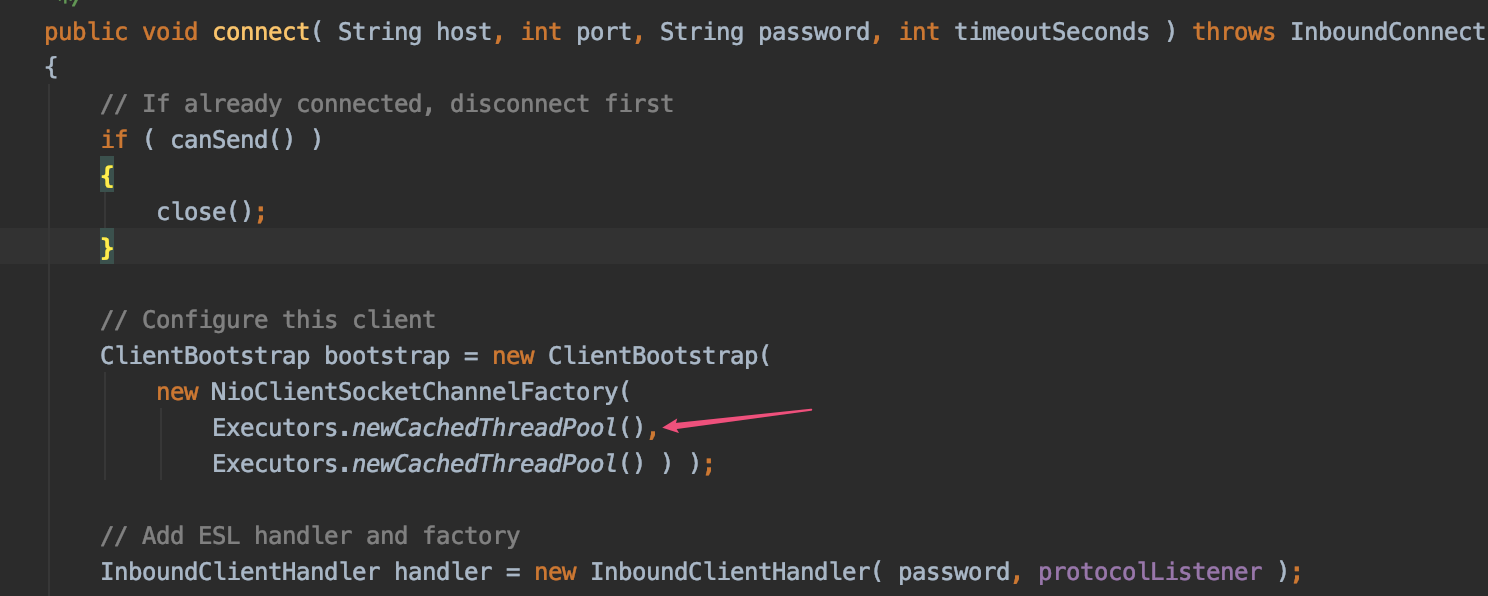 public void connect( String host, int port, String password, int timeoutSeconds ) throws InboundConnect
{
// If already connected, disconnect first
if ( canSend() )
{
close();
}
// Configure this client
ClientBootstrap bootstrap = new ClientBootstrap(
new NioClientSocketChannelFactory(
Executors.newCachedThreadPool(),
Executors.newCachedThreadPool() ) );
// Add ESL handler and factory
InboundClientHandler handler = new InboundClientHandler( password, protocolListener );